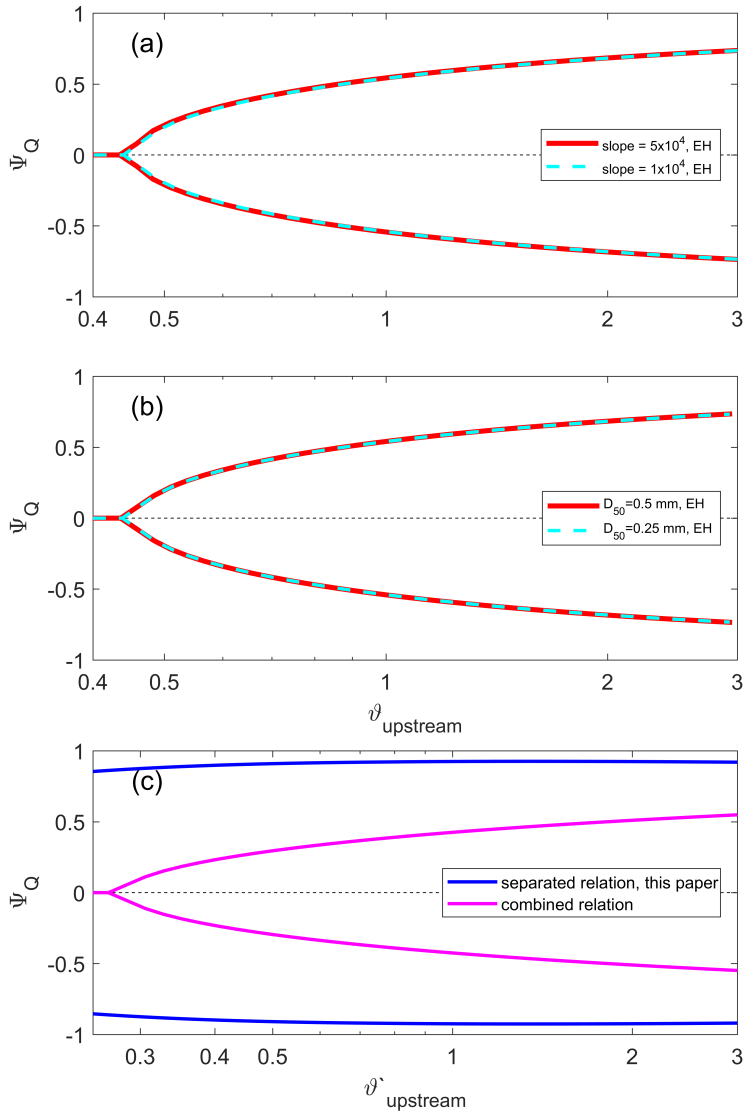 1
(a)
0.5
Ψ_Q
0
slope = 5x10^4, EH
slope = 1x10^4, EH
-0.5
-1
0.4 0.5 1 2 3
1
(b)
0.5
Ψ_Q
0
D_50=0.5 mm, EH
D_50=0.25 mm, EH
-0.5
-1
0.4 0.5 1 2 3
ϑ_upstream
1
(c)
0.5
Ψ_Q
0
separated relation, this paper
combined relation
-0.5
-1
0.3 0.4 0.5 1 2 3
ϑ`_upstream